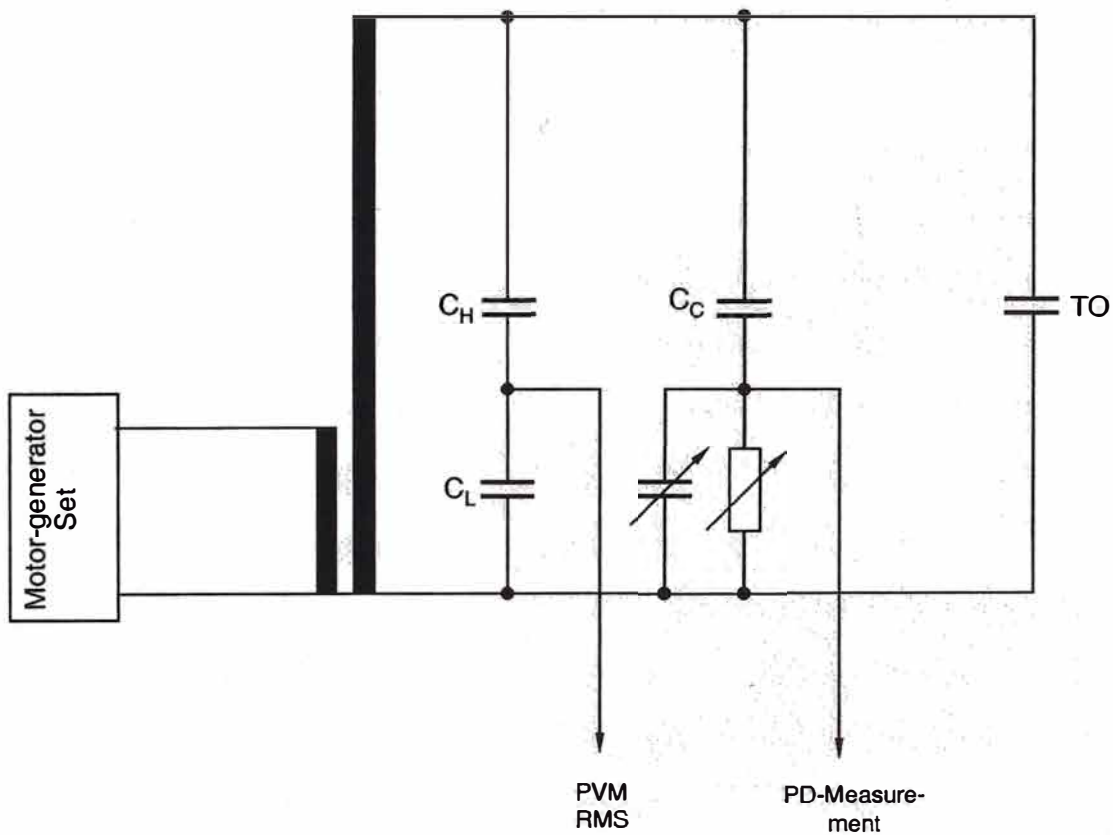 C_H
C_C
TO
Motor-generator
Set
C_L
PVM
RMS
PD-Measure-
ment